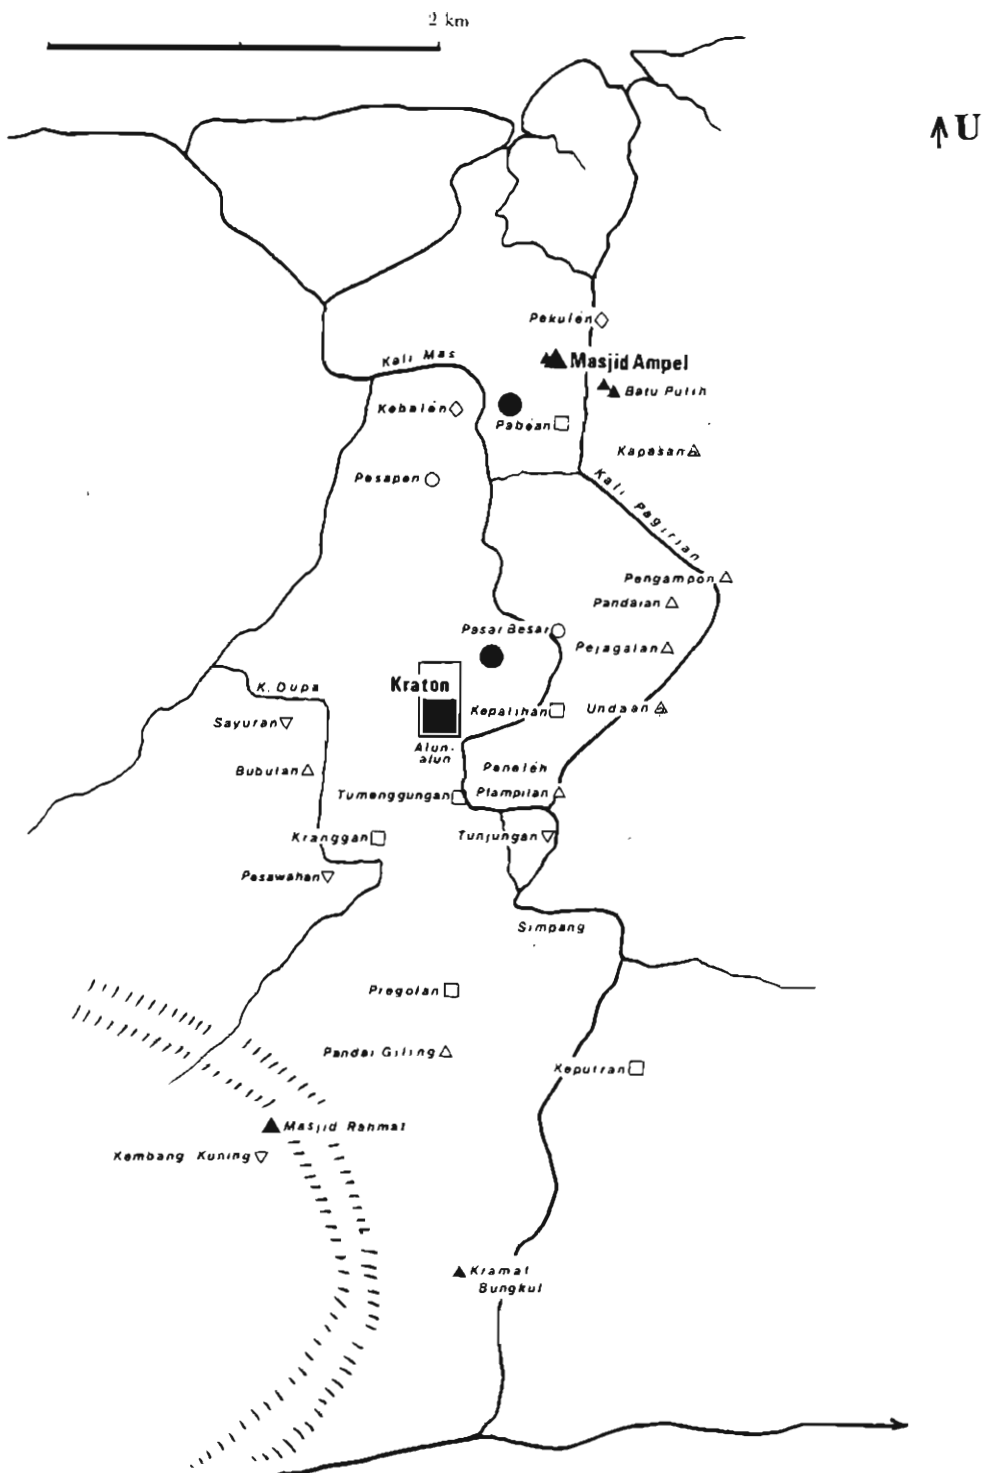 2 km
U
Pekulen
Kali Mas
Masjid Ampel
Batu Putih
Kebalen
Pabean
Kapasan
Pesapen
Kali Pagirian
Pengampon
Pandaian
Pasar Besar
Pejagalan
Kraton
K. Dupa
Kepatihan
Undaan
Sayuran
Alun-
alun
Peneleh
Bubutan
Tumenggungan
Plampitan
Kranggan
Tunjungan
Pasawahan
Simpang
Pregolan
Pandai Giling
Keputran
Masjid Rahmat
Kembang Kuning
Kramat
Bungkul